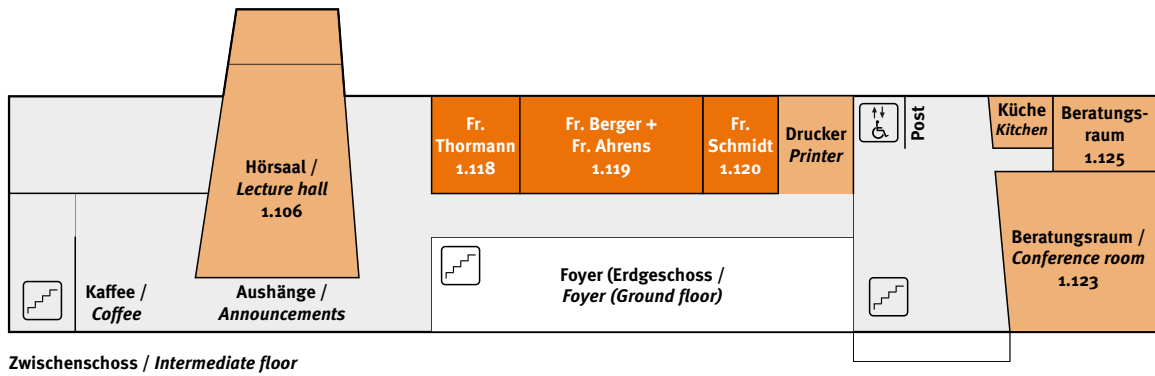 Hörsaal /
Lecture hall
1.106
Fr.
Thormann
1.118
Fr. Berger +
Fr. Ahrens
1.119
Fr.
Schmidt
1.120
Drucker
Printer
Post
Küche
Kitchen
Beratungs-
raum
1.125
Beratungsraum /
Conference room
1.123
Kaffee /
Coffee
Aushänge /
Announcements
Foyer (Erdgeschoss /
Foyer (Ground floor)
Zwischenschoss / Intermediate floor